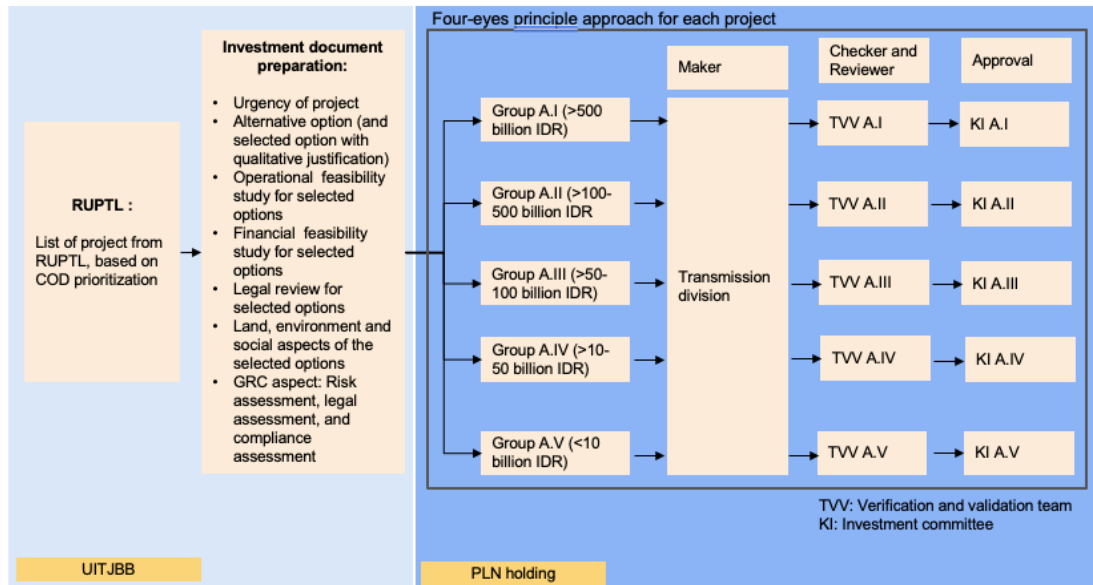 Four-eyes principle approach for each project
RUPTL :
List of project from
RUPTL, based on
COD prioritization
Investment document
preparation:
• Urgency of project
• Alternative option (and
selected option with
qualitative justification)
• Operational feasibility
study for selected
options
• Financial feasibility
study for selected
options
• Legal review for
selected options
• Land, environment and
social aspects of the
selected options
• GRC aspect: Risk
assessment, legal
assessment, and
compliance
assessment
Maker
Checker and
Reviewer
Approval
Group A.I (>500
billion IDR)
Group A.II (>100-
500 billion IDR
Group A.III (>50-
100 billion IDR)
Group A.IV (>10-
50 billion IDR)
Group A.V (<10
billion IDR)
Transmission
division
TVV A.I
KI A.I
TVV A.II
KI A.II
TVV A.III
KI A.III
TVV A.IV
KI A.IV
TVV A.V
KI A.V
TVV: Verification and validation team
KI: Investment committee
UITJBB
PLN holding